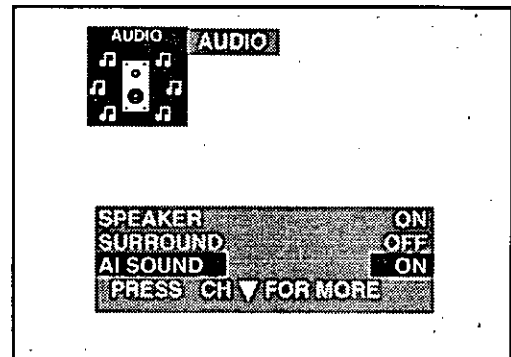 AUDIO AUDIO
SPEAKER ON
SURROUND OFF
AI SOUND ON
PRESS CH ▼ FOR MORE